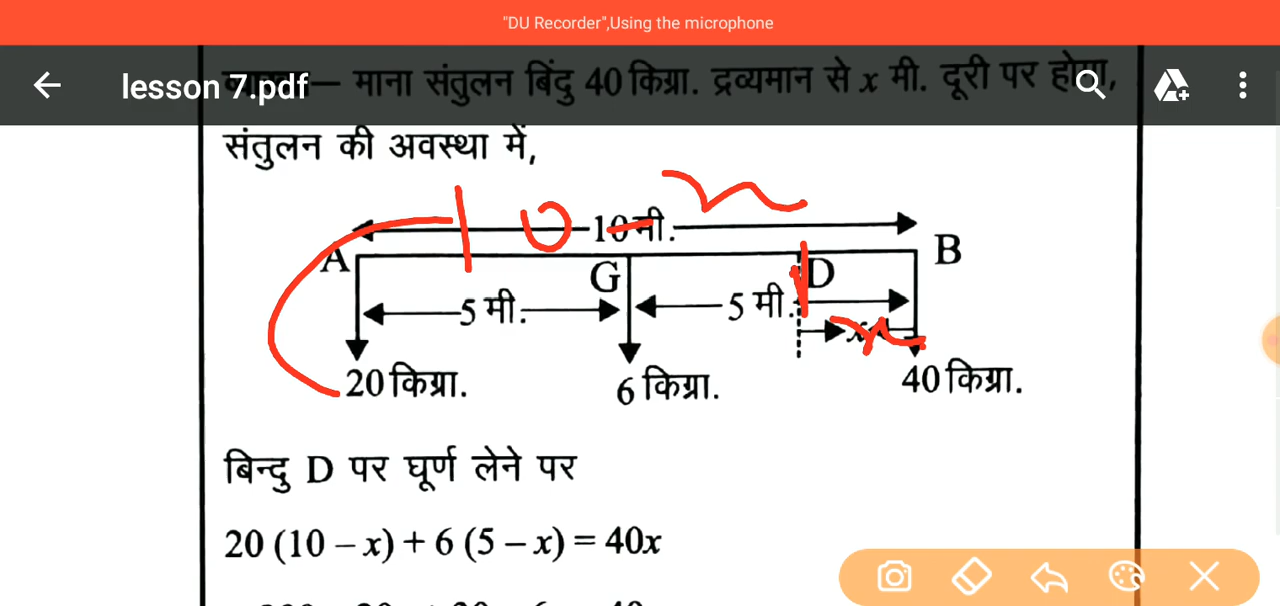 "DU Recorder",Using the microphone
lesson 7.pdf
— माना संतुलन बिंदु 40 किग्रा. द्रव्यमान से x मी. दूरी पर होगा,
संतुलन की अवस्था में,
10 m
10 मी.
A G D B
5 मी. 5 मी.
x
20 किग्रा. 6 किग्रा. 40 किग्रा.
बिन्दु D पर घूर्ण लेने पर
20 (10 – x) + 6 (5 – x) = 40x